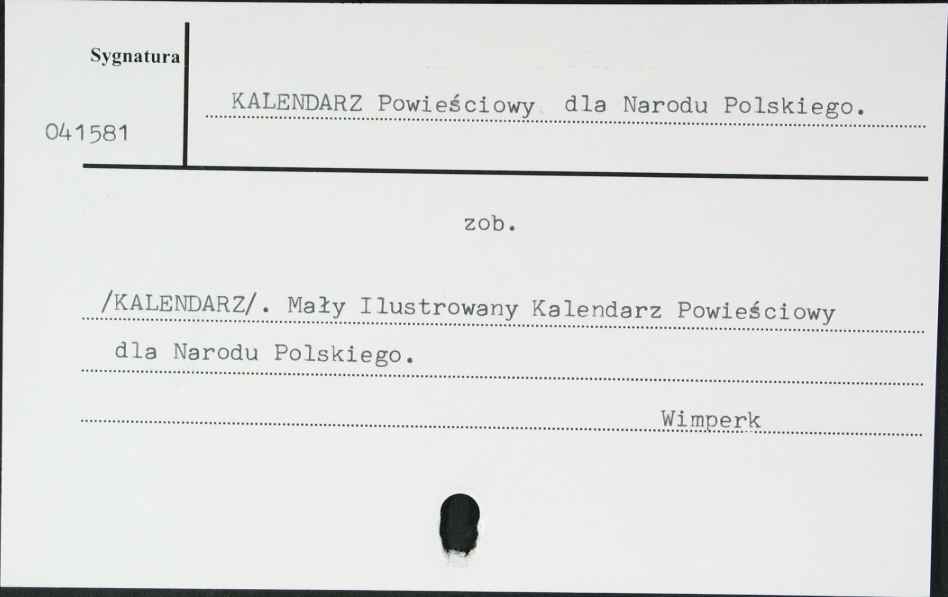 Sygnatura
KALENDARZ Powieściowy dla Narodu Polskiego.
041581
zob.
/KALENDARZ/. Mały Ilustrowany Kalendarz Powieściowy
dla Narodu Polskiego.
Wimperk